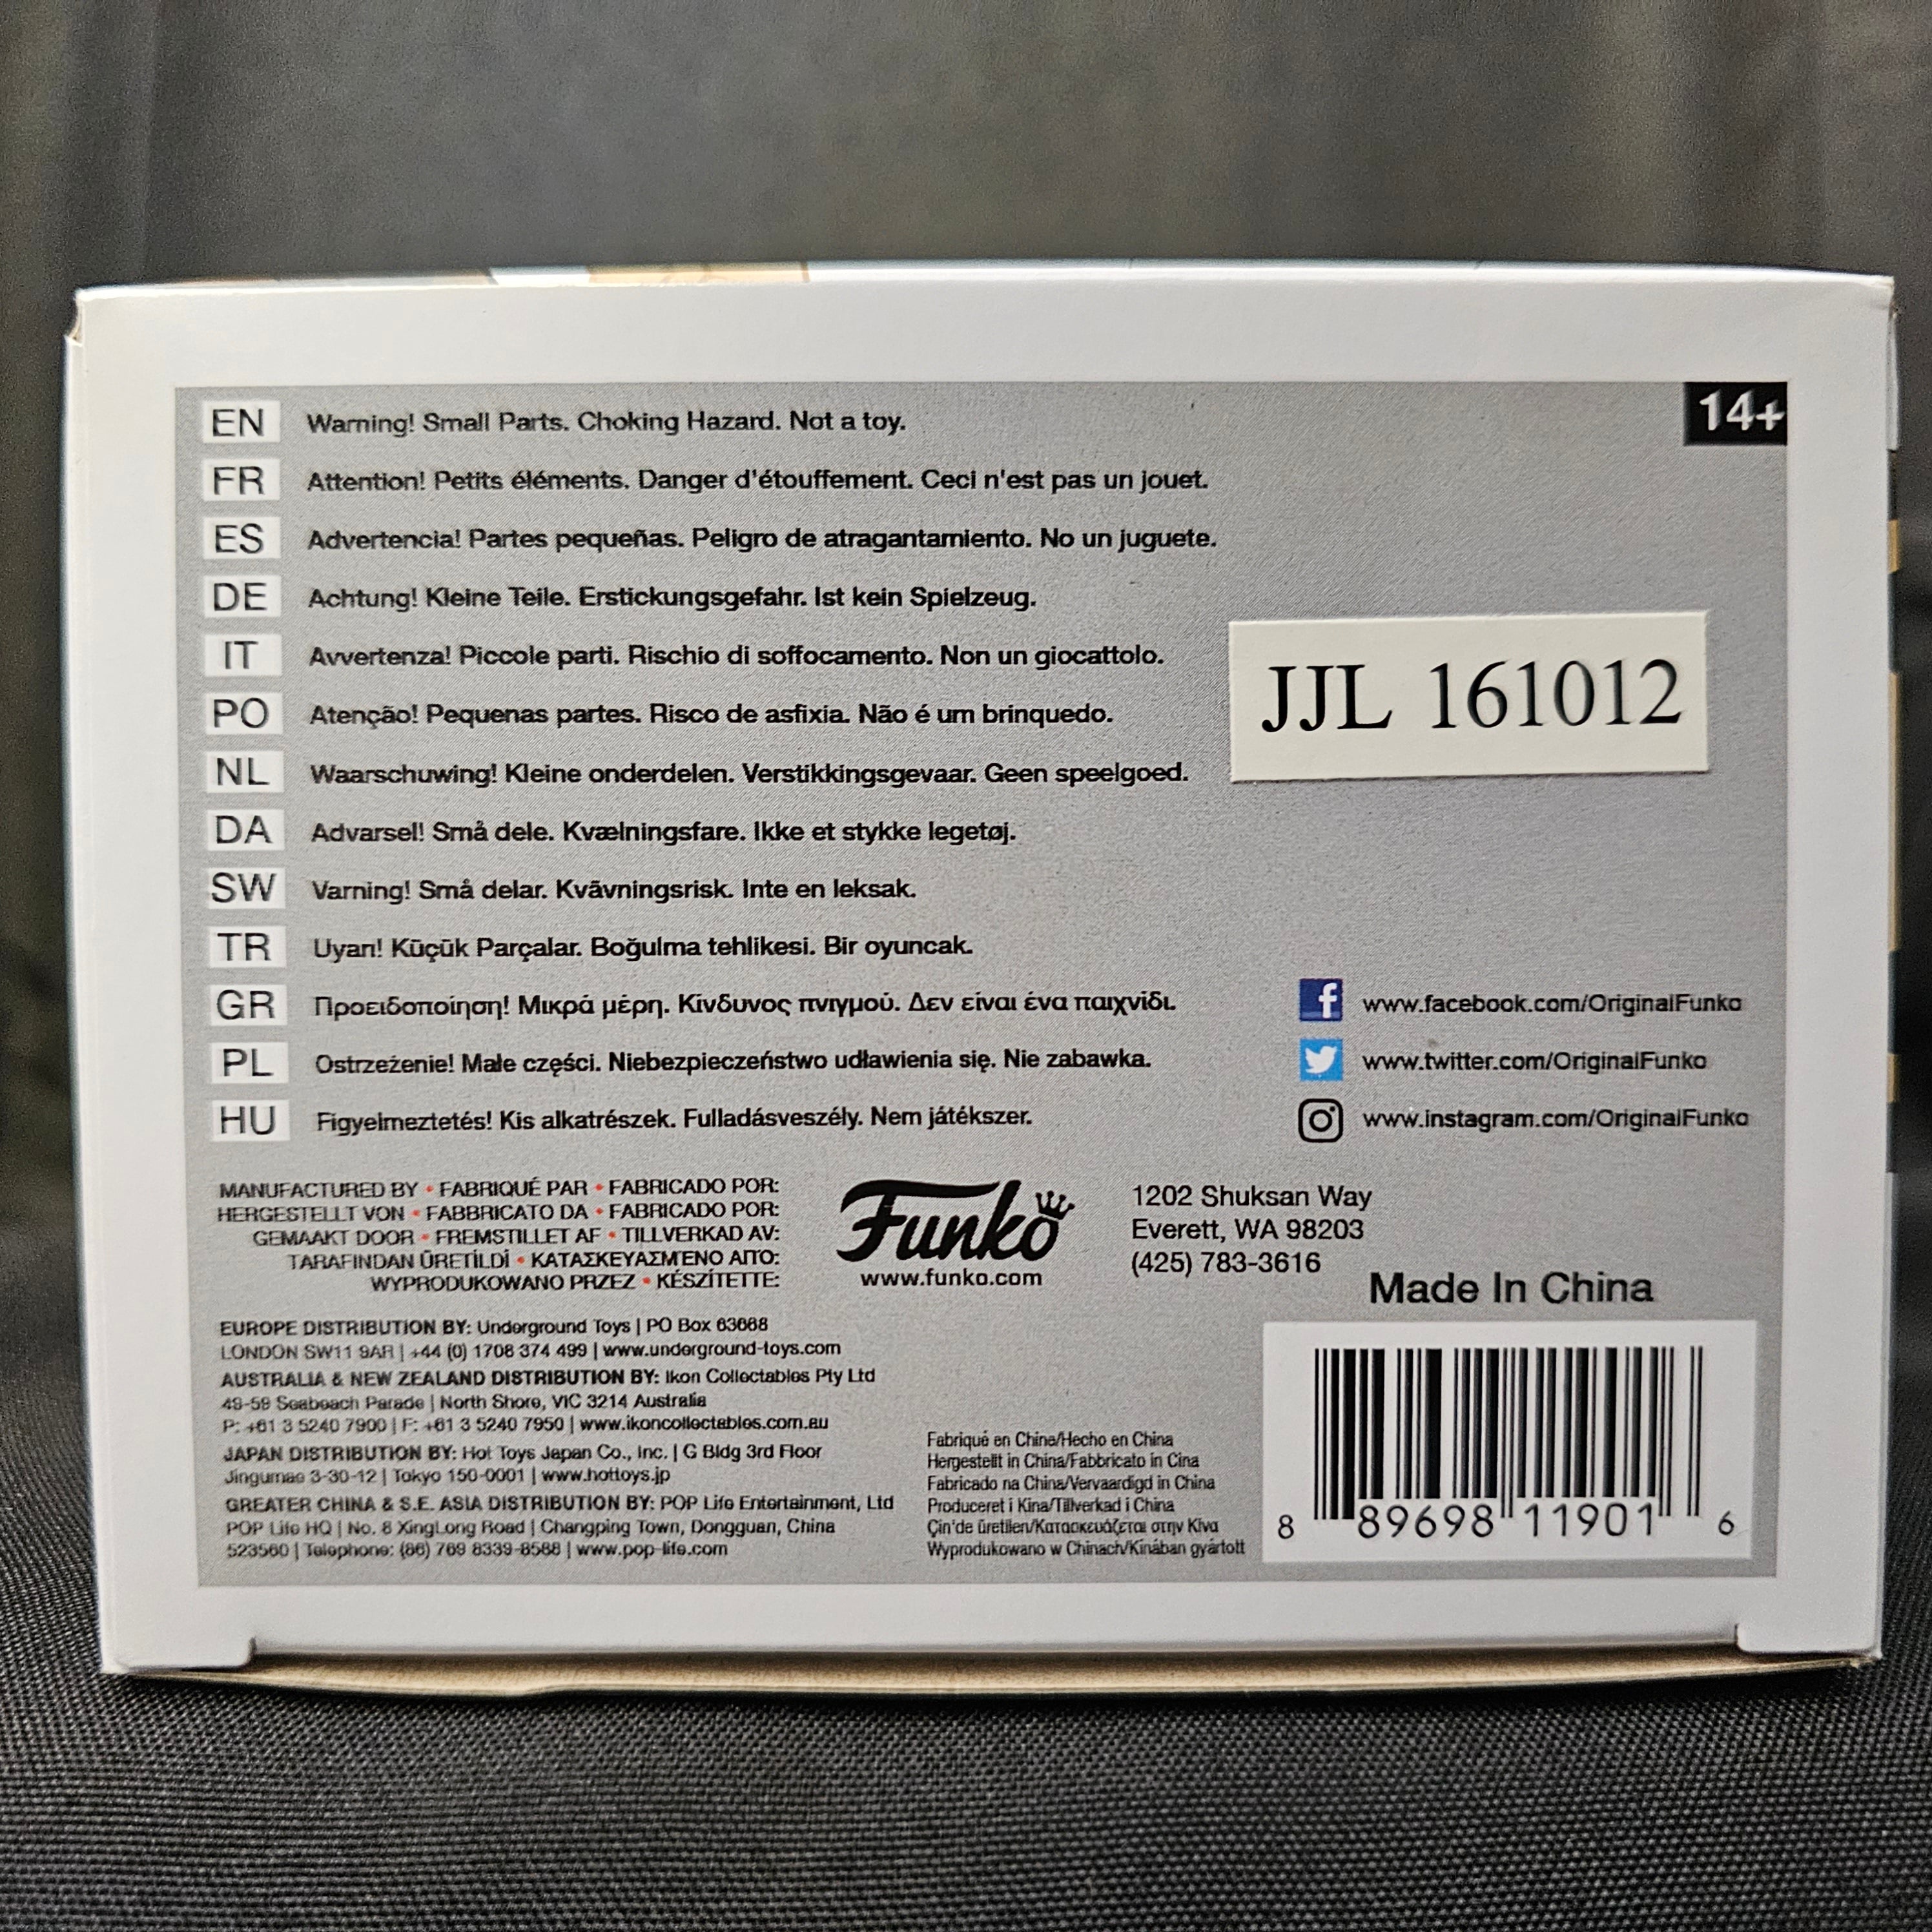 14+
EN Warning! Small Parts. Choking Hazard. Not a toy.
FR Attention! Petits éléments. Danger d'étouffement. Ceci n'est pas un jouet.
ES Advertencia! Partes pequeñas. Peligro de atragantamiento. No un juguete.
DE Achtung! Kleine Teile. Erstickungsgefahr. Ist kein Spielzeug.
IT Avvertenza! Piccole parti. Rischio di soffocamento. Non un giocattolo.
PO Atenção! Pequenas partes. Risco de asfixia. Não é um brinquedo.
NL Waarschuwing! Kleine onderdelen. Verstikkingsgevaar. Geen speelgoed.
DA Advarsel! Små dele. Kvælningsfare. Ikke et stykke legetøj.
SW Varning! Små delar. Kvävningsrisk. Inte en leksak.
TR Uyarı! Küçük Parçalar. Boğulma tehlikesi. Bir oyuncak.
GR Προειδοποίηση! Μικρά μέρη. Κίνδυνος πνιγμού. Δεν είναι ένα παιχνίδι.
PL Ostrzeżenie! Małe części. Niebezpieczeństwo udławienia się. Nie zabawka.
HU Figyelmeztetés! Kis alkatrészek. Fulladásveszély. Nem játékszer.
JJL 161012
www.facebook.com/OriginalFunko
www.twitter.com/OriginalFunko
www.instagram.com/OriginalFunko
MANUFACTURED BY • FABRIQUÉ PAR • FABRICADO POR:
HERGESTELLT VON • FABBRICATO DA • FABRICADO POR:
GEMAAKT DOOR • FREMSTILLET AF • TILLVERKAD AV:
TARAFINDAN ÜRETİLDİ • ΚΑΤΑΣΚΕΥΑΣΜΈΝΟ ΑΠΌ:
WYPRODUKOWANO PRZEZ • KÉSZÍTETTE:
Funko
www.funko.com
1202 Shuksan Way
Everett, WA 98203
(425) 783-3616
Made In China
EUROPE DISTRIBUTION BY: Underground Toys | PO Box 63668
LONDON SW11 9AR | +44 (0) 1708 374 499 | www.underground-toys.com
AUSTRALIA & NEW ZEALAND DISTRIBUTION BY: Ikon Collectables Pty Ltd
49-59 Seabeach Parade | North Shore, VIC 3214 Australia
P: +61 3 5240 7900 | F: +61 3 5240 7950 | www.ikoncollectables.com.au
JAPAN DISTRIBUTION BY: Hot Toys Japan Co., Inc. | G Bldg 3rd Floor
Jingumae 3-30-12 | Tokyo 150-0001 | www.hottoys.jp
GREATER CHINA & S.E. ASIA DISTRIBUTION BY: POP Life Entertainment, Ltd
POP Life HQ | No. 8 XingLong Road | Changping Town, Dongguan, China
523560 | Telephone: (86) 769 8339-8588 | www.pop-life.com
Fabriqué en Chine/Hecho en China
Hergestellt in China/Fabbricato in Cina
Fabricado na China/Vervaardigd in China
Produceret i Kina/Tillverkad i China
Çin'de üretilen/Κατασκευάζεται στην Κίνα
Wyprodukowano w Chinach/Kínában gyártott
8 89698 11901 6